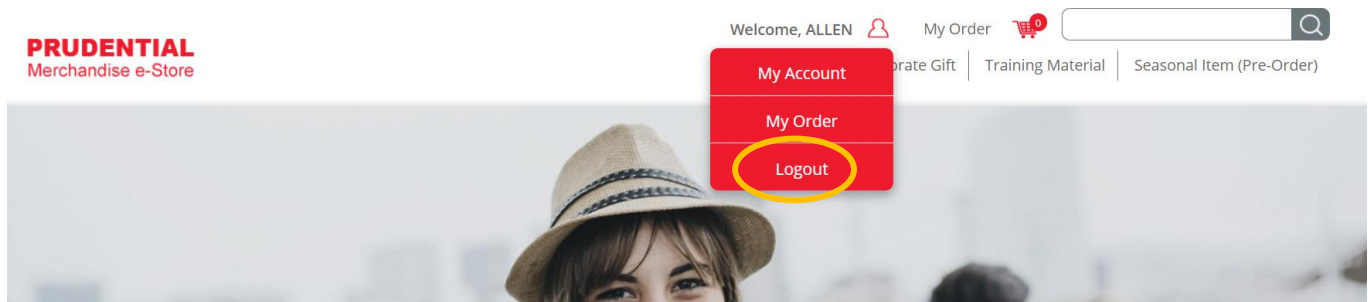 Welcome, ALLEN My Order 0
PRUDENTIAL
Merchandise e-Store
My Account
My Order
Logout
Gift Training Material Seasonal Item (Pre-Order)